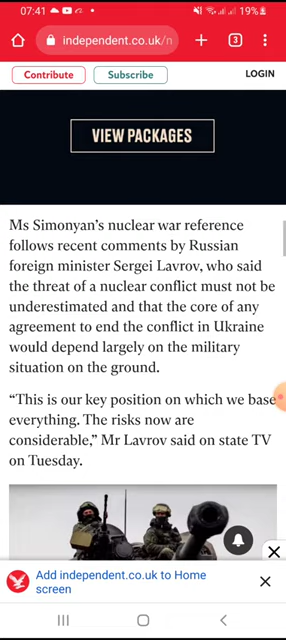 07:41
19%
independent.co.uk/n
3
Contribute
Subscribe
LOGIN
VIEW PACKAGES
Ms Simonyan's nuclear war reference
follows recent comments by Russian
foreign minister Sergei Lavrov, who said
the threat of a nuclear conflict must not be
underestimated and that the core of any
agreement to end the conflict in Ukraine
would depend largely on the military
situation on the ground.
“This is our key position on which we base
everything. The risks now are
considerable,” Mr Lavrov said on state TV
on Tuesday.
Add independent.co.uk to Home
screen